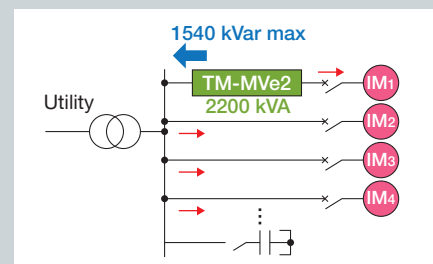 1540 kVar max
TM-MVe2
2200 kVA
Utility
IM1
IM2
IM3
IM4